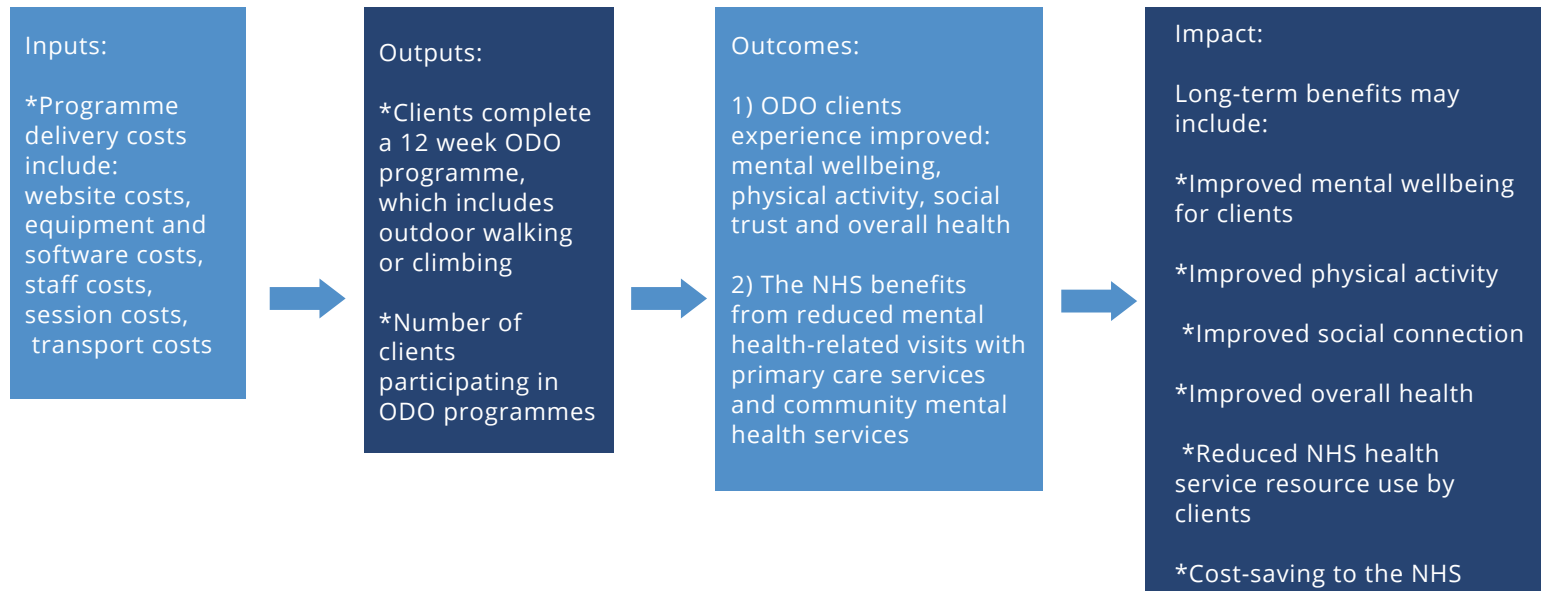 Inputs:
*Programme
delivery costs
include:
website costs,
equipment and
software costs,
staff costs,
session costs,
transport costs
Outputs:
*Clients complete
a 12 week ODO
programme,
which includes
outdoor walking
or climbing
*Number of
clients
participating in
ODO programmes
Outcomes:
1) ODO clients
experience improved:
mental wellbeing,
physical activity, social
trust and overall health
2) The NHS benefits
from reduced mental
health-related visits with
primary care services
and community mental
health services
Impact:
Long-term benefits may
include:
*Improved mental wellbeing
for clients
*Improved physical activity
*Improved social connection
*Improved overall health
*Reduced NHS health
service resource use by
clients
*Cost-saving to the NHS